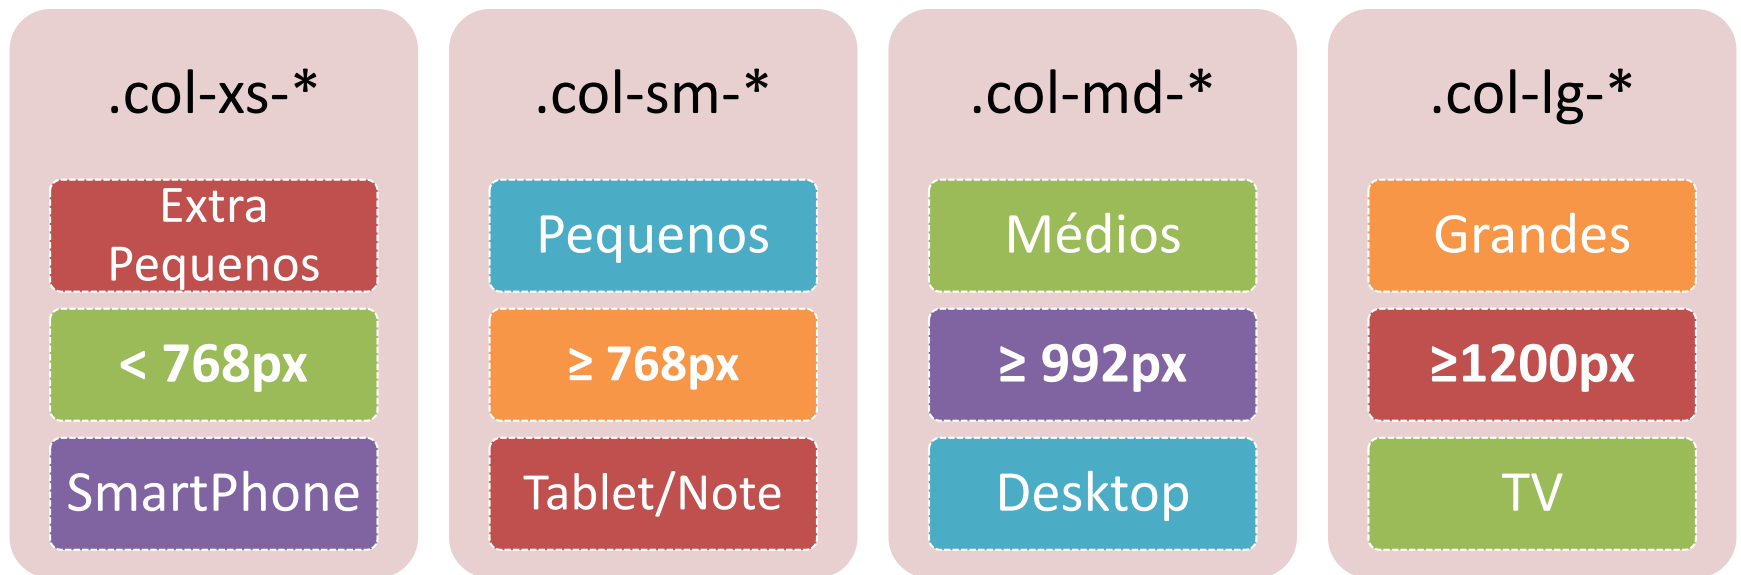 .col-xs-*
Extra
Pequenos
< 768px
SmartPhone
.col-sm-*
Pequenos
≥ 768px
Tablet/Note
.col-md-*
Médios
≥ 992px
Desktop
.col-lg-*
Grandes
≥1200px
TV